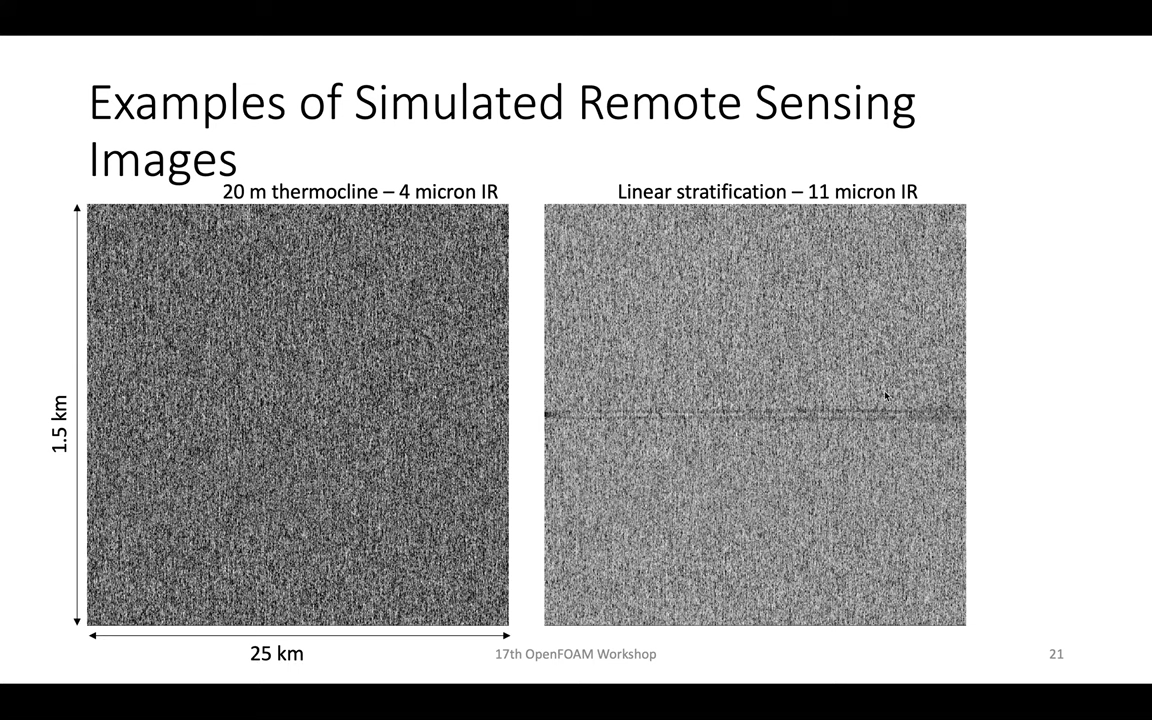 Examples of Simulated Remote Sensing
Images
20 m thermocline – 4 micron IR
Linear stratification – 11 micron IR
1.5 km
25 km
17th OpenFOAM Workshop
21